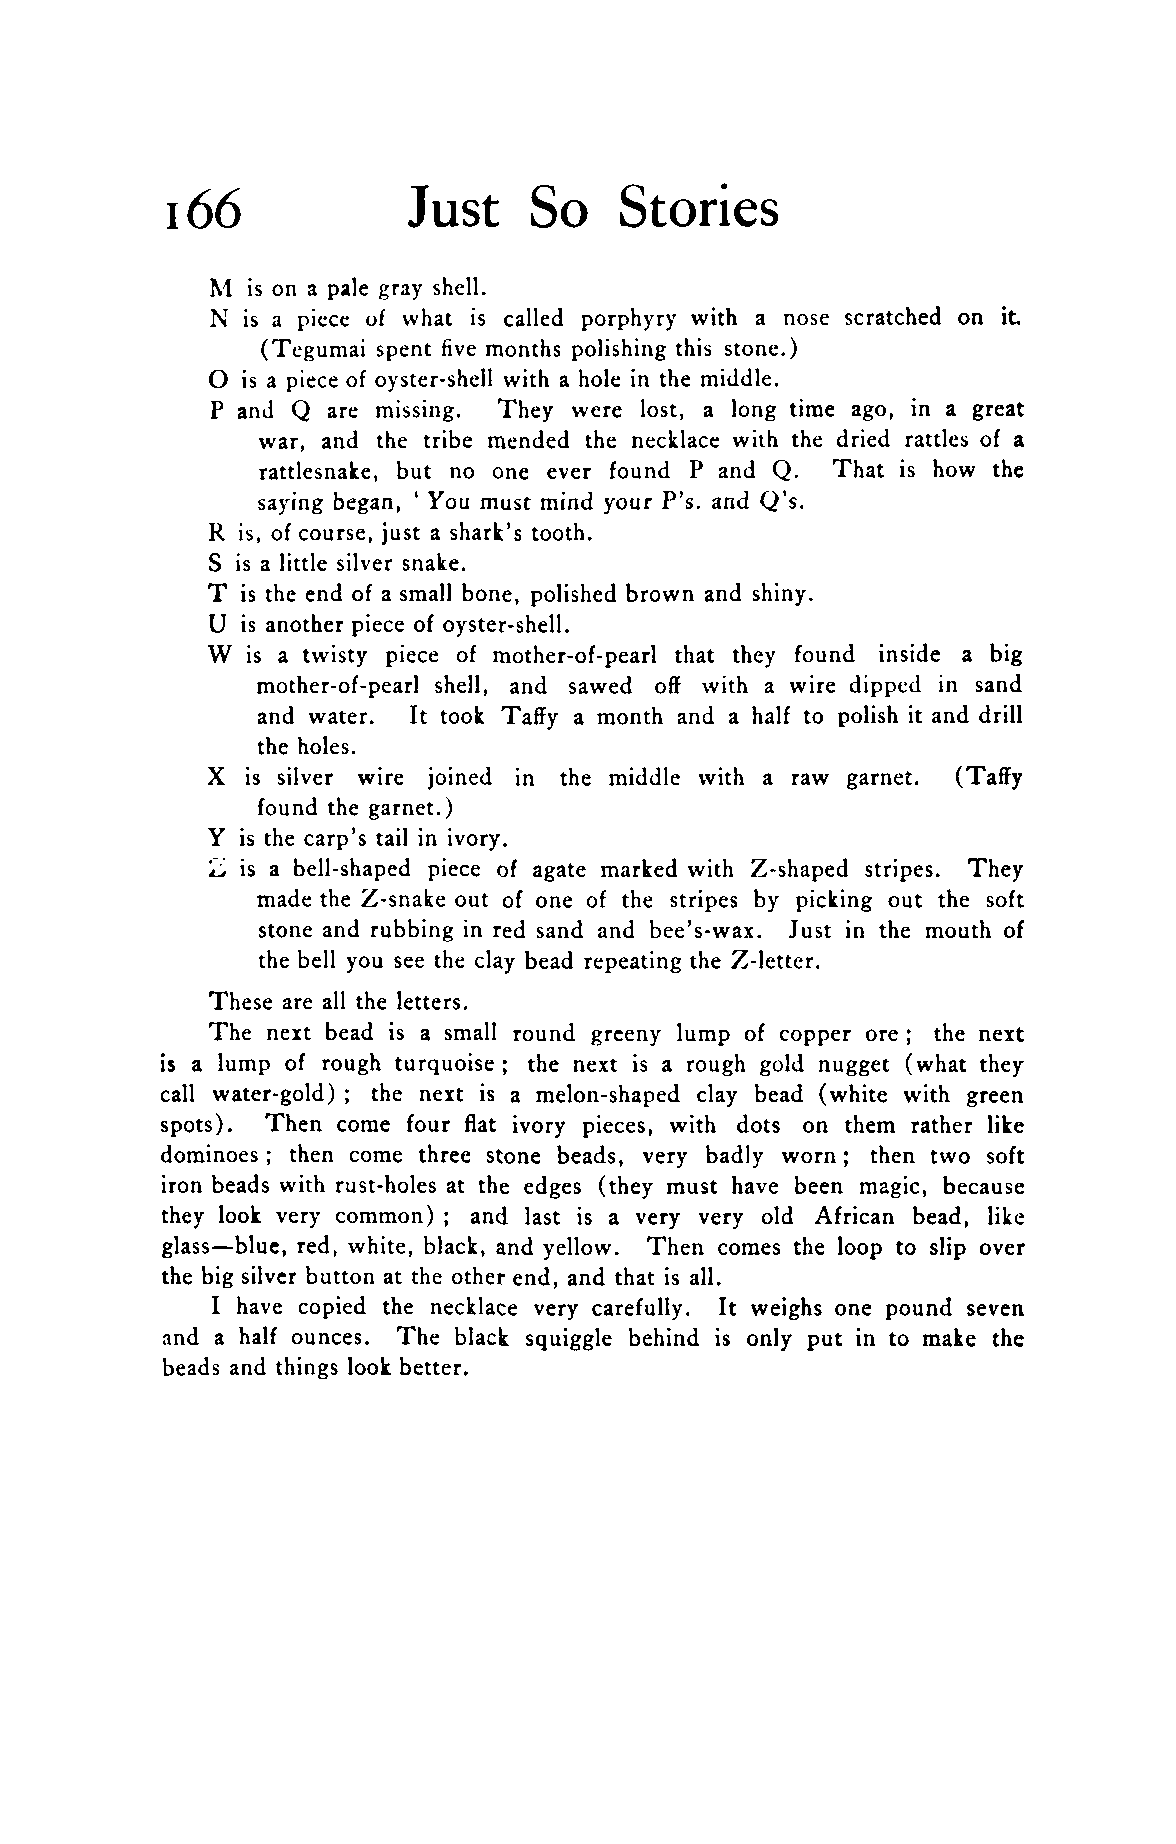 166 Just So Stories
M is on a pale gray shell.
N is a piece of what is called porphyry with a nose scratched on it.
(Tegumai spent five months polishing this stone.)
O is a piece of oyster-shell with a hole in the middle.
P and Q are missing. They were lost, a long time ago, in a great
war, and the tribe mended the necklace with the dried rattles of a
rattlesnake, but no one ever found P and Q. That is how the
saying began, ‘ You must mind your P’s. and Q’s.
R is, of course, just a shark’s tooth.
S is a little silver snake.
T is the end of a small bone, polished brown and shiny.
U is another piece of oyster-shell.
W is a twisty piece of mother-of-pearl that they found inside a big
mother-of-pearl shell, and sawed off with a wire dipped in sand
and water. It took Taffy a month and a half to polish it and drill
the holes.
X is silver wire joined in the middle with a raw garnet. (Taffy
found the garnet.)
Y is the carp’s tail in ivory.
Z is a bell-shaped piece of agate marked with Z-shaped stripes. They
made the Z-snake out of one of the stripes by picking out the soft
stone and rubbing in red sand and bee’s-wax. Just in the mouth of
the bell you see the clay bead repeating the Z-letter.
These are all the letters.
The next bead is a small round greeny lump of copper ore ; the next
is a lump of rough turquoise ; the next is a rough gold nugget (what they
call water-gold) ; the next is a melon-shaped clay bead (white with green
spots). Then come four flat ivory pieces, with dots on them rather like
dominoes ; then come three stone beads, very badly worn ; then two soft
iron beads with rust-holes at the edges (they must have been magic, because
they look very common) ; and last is a very very old African bead, like
glass—blue, red, white, black, and yellow. Then comes the loop to slip over
the big silver button at the other end, and that is all.
I have copied the necklace very carefully. It weighs one pound seven
and a half ounces. The black squiggle behind is only put in to make the
beads and things look better.